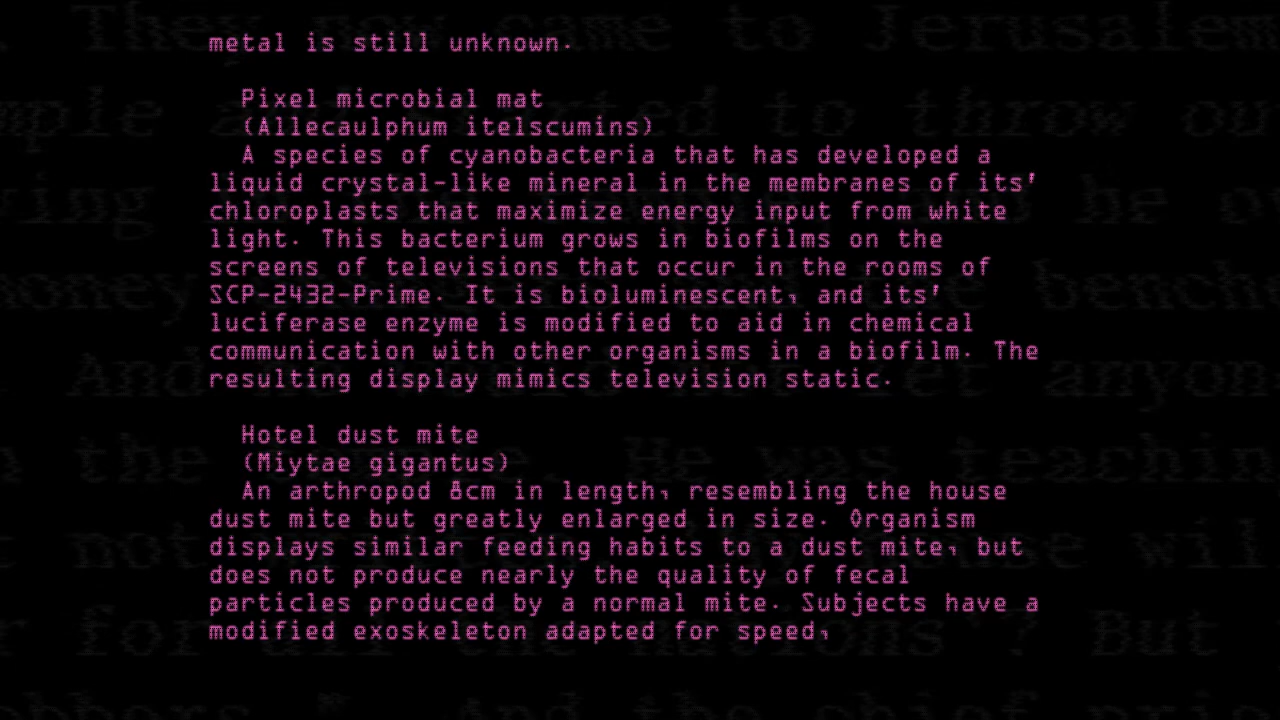 metal is still unknown.
Pixel microbial mat
(Allecaulphum itelscumins)
A species of cyanobacteria that has developed a
liquid crystal-like mineral in the membranes of its'
chloroplasts that maximize energy input from white
light. This bacterium grows in biofilms on the
screens of televisions that occur in the rooms of
SCP-2432-Prime. It is bioluminescent, and its'
luciferase enzyme is modified to aid in chemical
communication with other organisms in a biofilm. The
resulting display mimics television static.
Hotel dust mite
(Miytae gigantus)
An arthropod 8cm in length, resembling the house
dust mite but greatly enlarged in size. Organism
displays similar feeding habits to a dust mite, but
does not produce nearly the quality of fecal
particles produced by a normal mite. Subjects have a
modified exoskeleton adapted for speed,